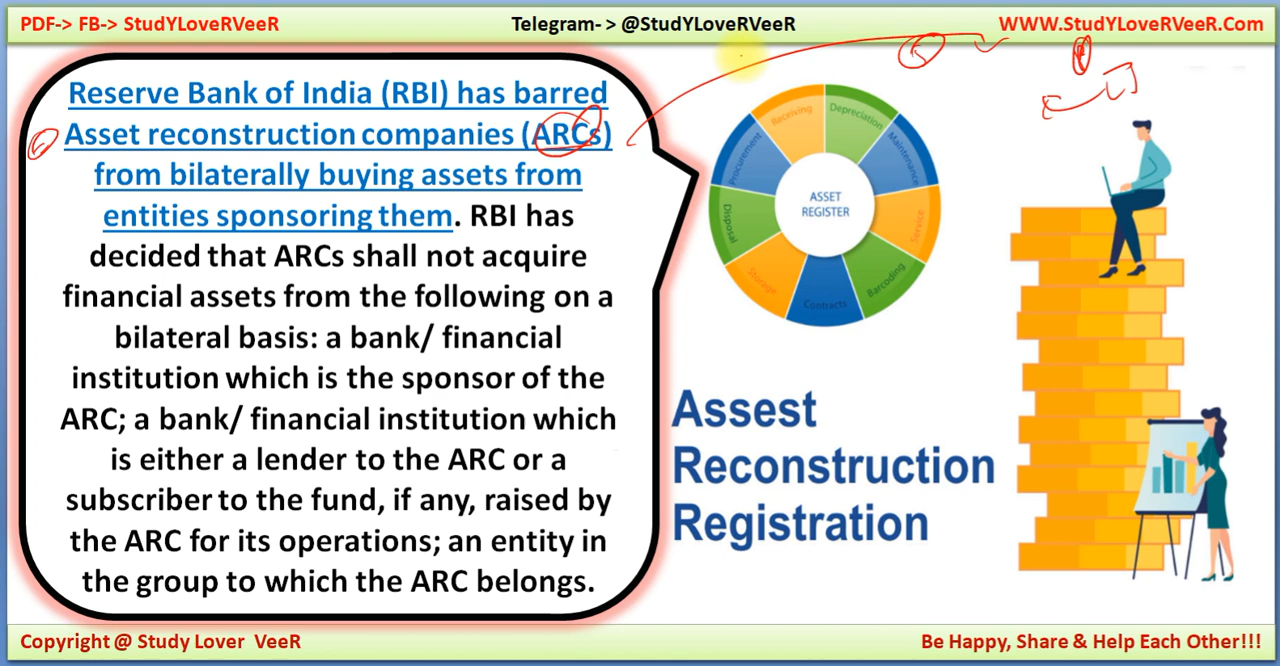 PDF-> FB-> StudYLoveRVeeR
Telegram- > @StudYLoveRVeeR
WWW.StudYLoveRVeeR.Com
Reserve Bank of India (RBI) has barred
Asset reconstruction companies (ARCs)
from bilaterally buying assets from
entities sponsoring them. RBI has
decided that ARCs shall not acquire
financial assets from the following on a
bilateral basis: a bank/ financial
institution which is the sponsor of the
ARC; a bank/ financial institution which
is either a lender to the ARC or a
subscriber to the fund, if any, raised by
the ARC for its operations; an entity in
the group to which the ARC belongs.
Receiving
Depreciation
Maintenance
Service
Barcoding
Contracts
Storage
Disposal
Procurement
ASSET
REGISTER
Assest
Reconstruction
Registration
Copyright @ Study Lover VeeR
Be Happy, Share & Help Each Other!!!